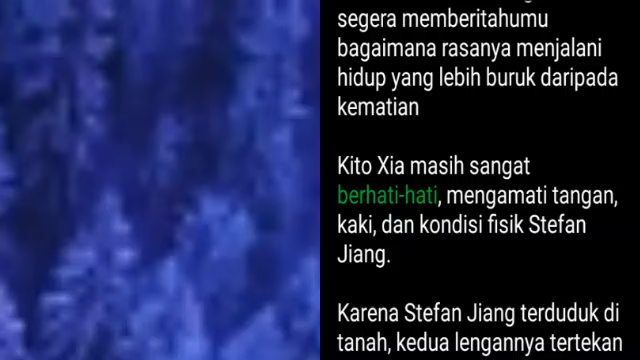 segera memberitahumu
bagaimana rasanya menjalani
hidup yang lebih buruk daripada
kematian
Kito Xia masih sangat
berhati-hati, mengamati tangan,
kaki, dan kondisi fisik Stefan
Jiang.
Karena Stefan Jiang terduduk di
tanah, kedua lengannya tertekan